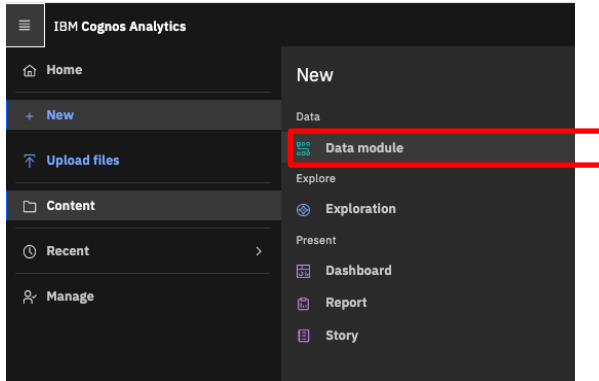 IBM Cognos Analytics
Home
New
Upload files
Content
Recent
Manage
New
Data
Data module
Explore
Exploration
Present
Dashboard
Report
Story